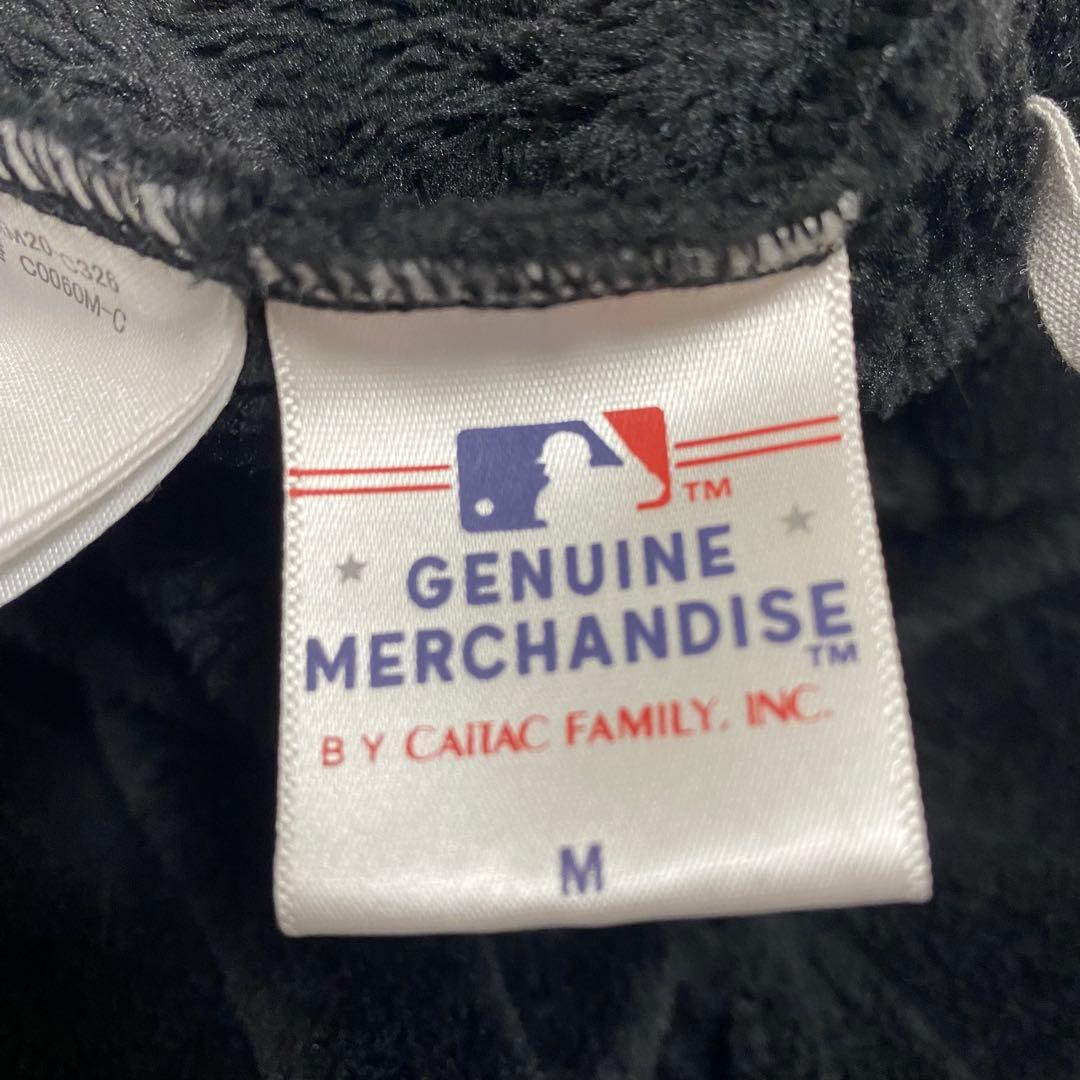 C0060M-C
TM
GENUINE
MERCHANDISE
TM
BY CAITAC FAMILY, INC.
M